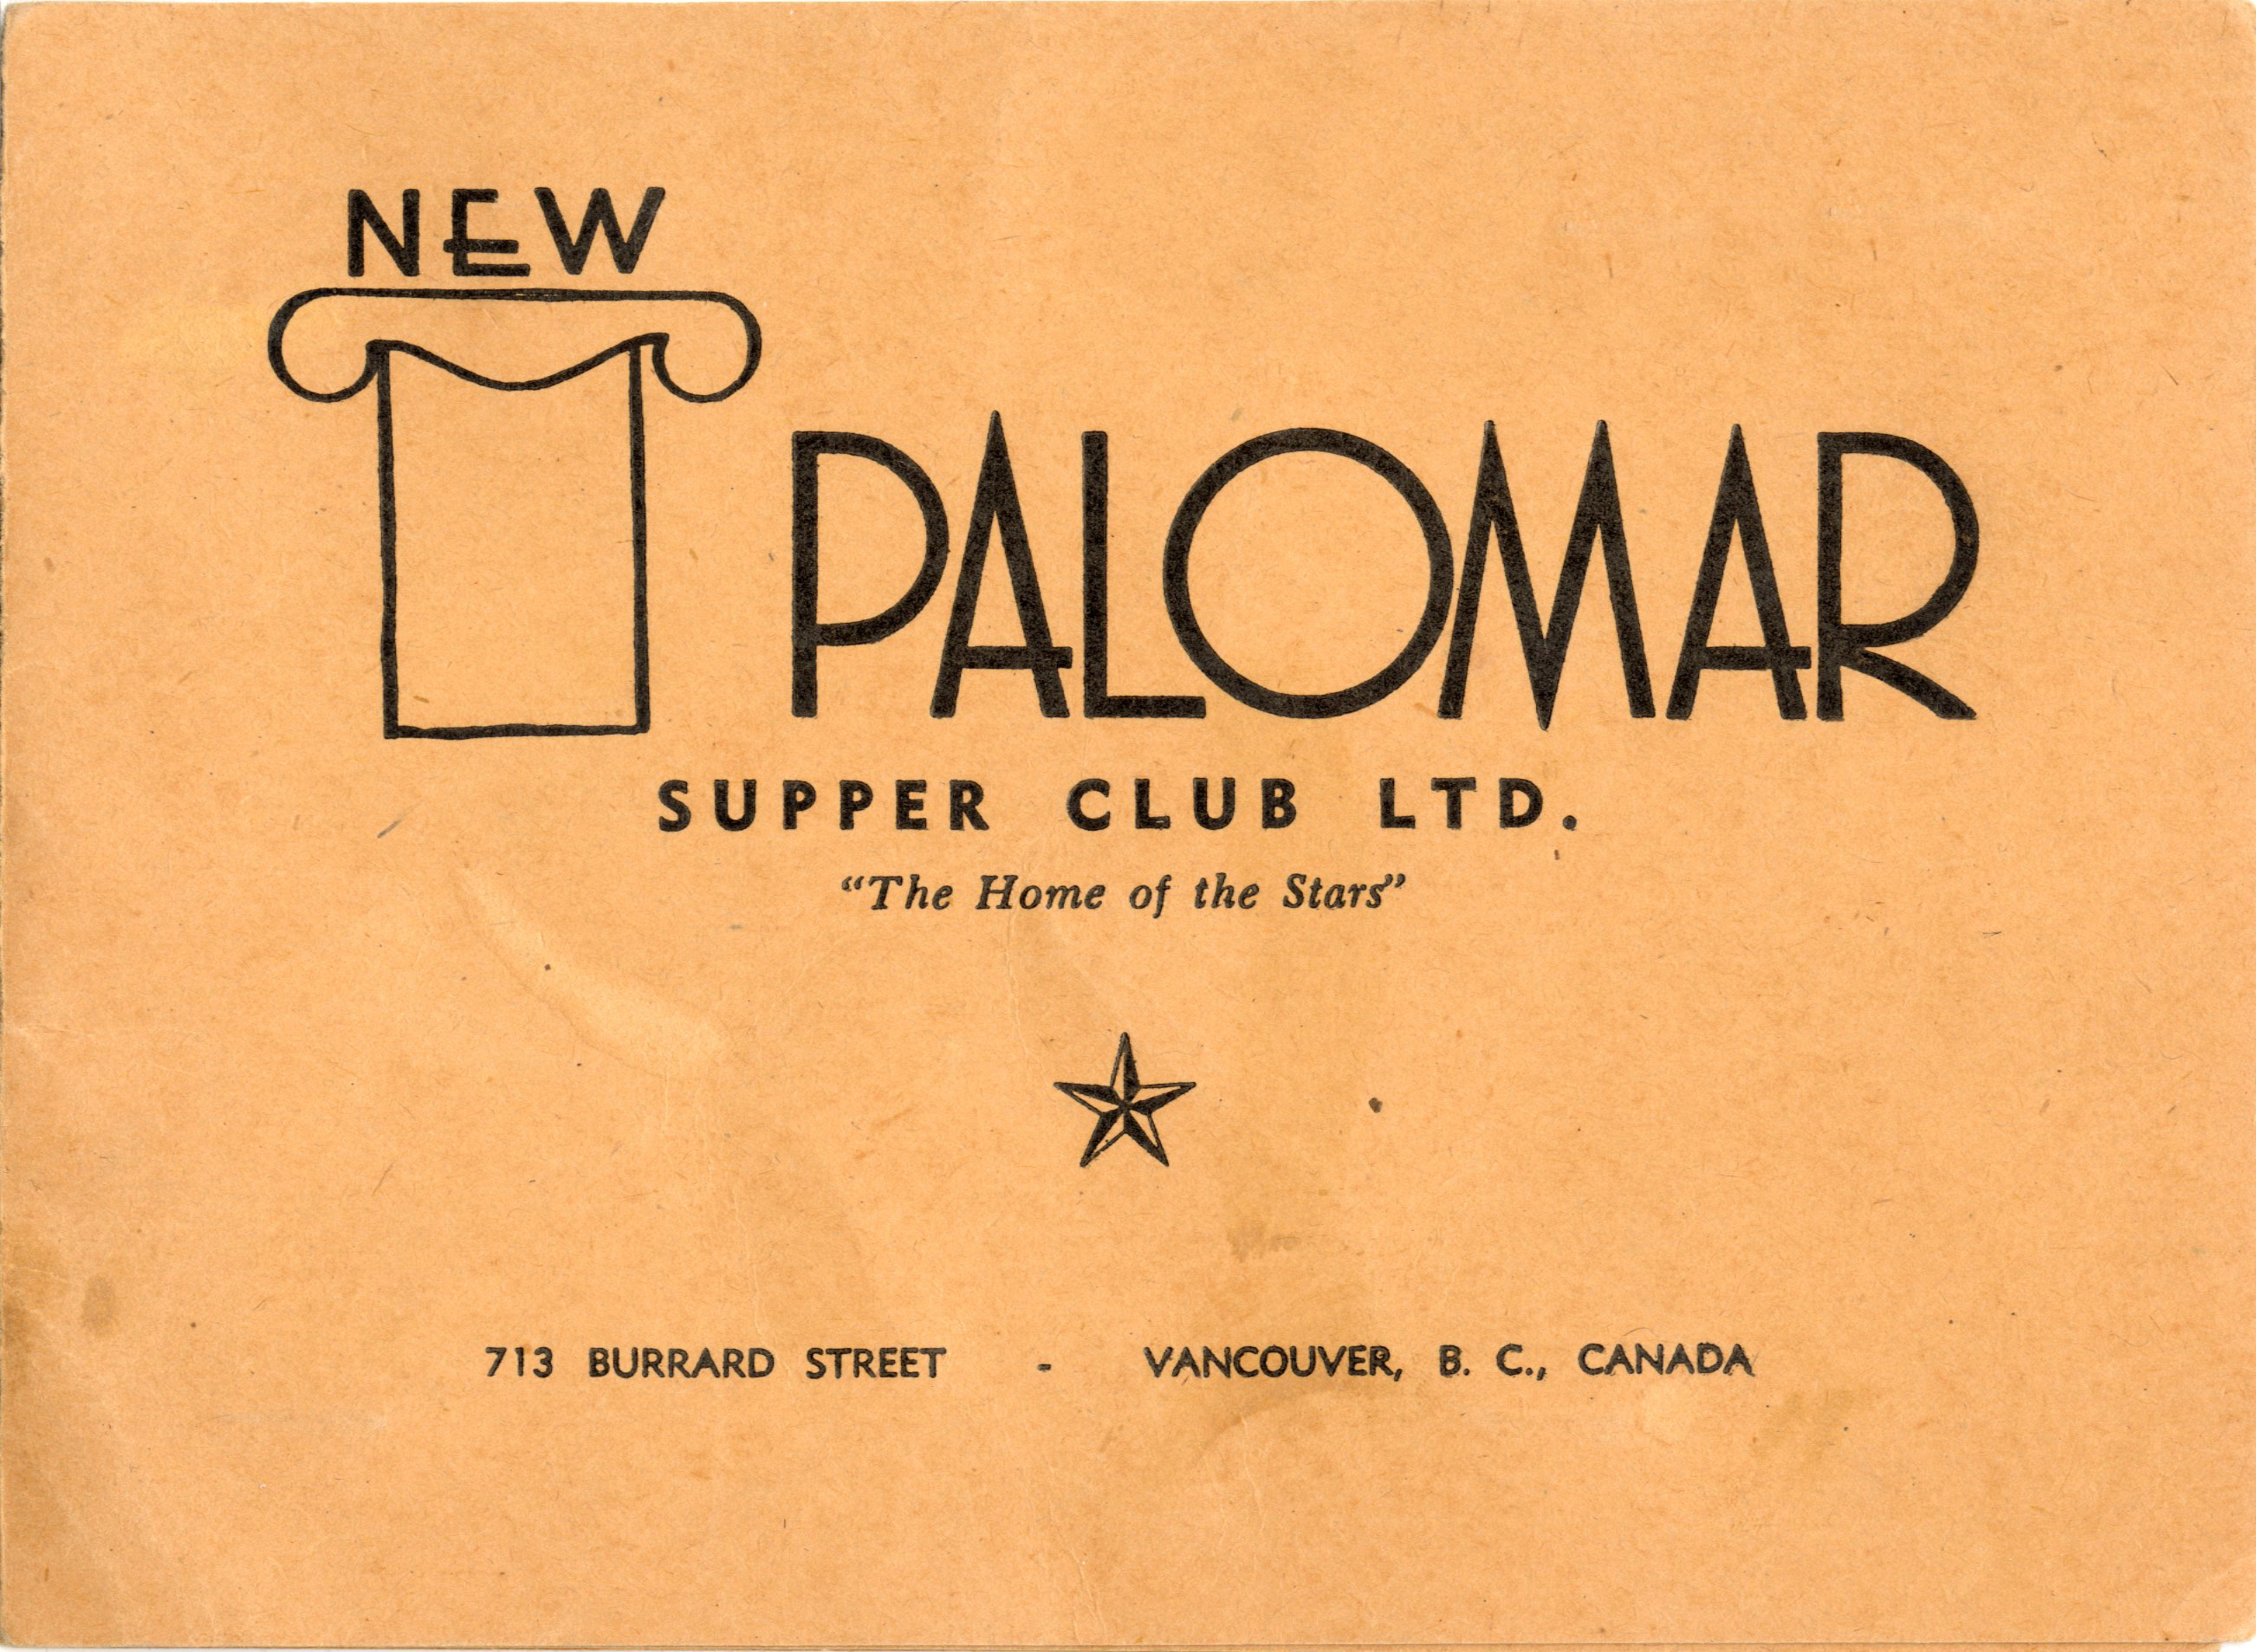 NEW
PALOMAR
SUPPER CLUB LTD.
“The Home of the Stars”
713 BURRARD STREET - VANCOUVER, B. C., CANADA